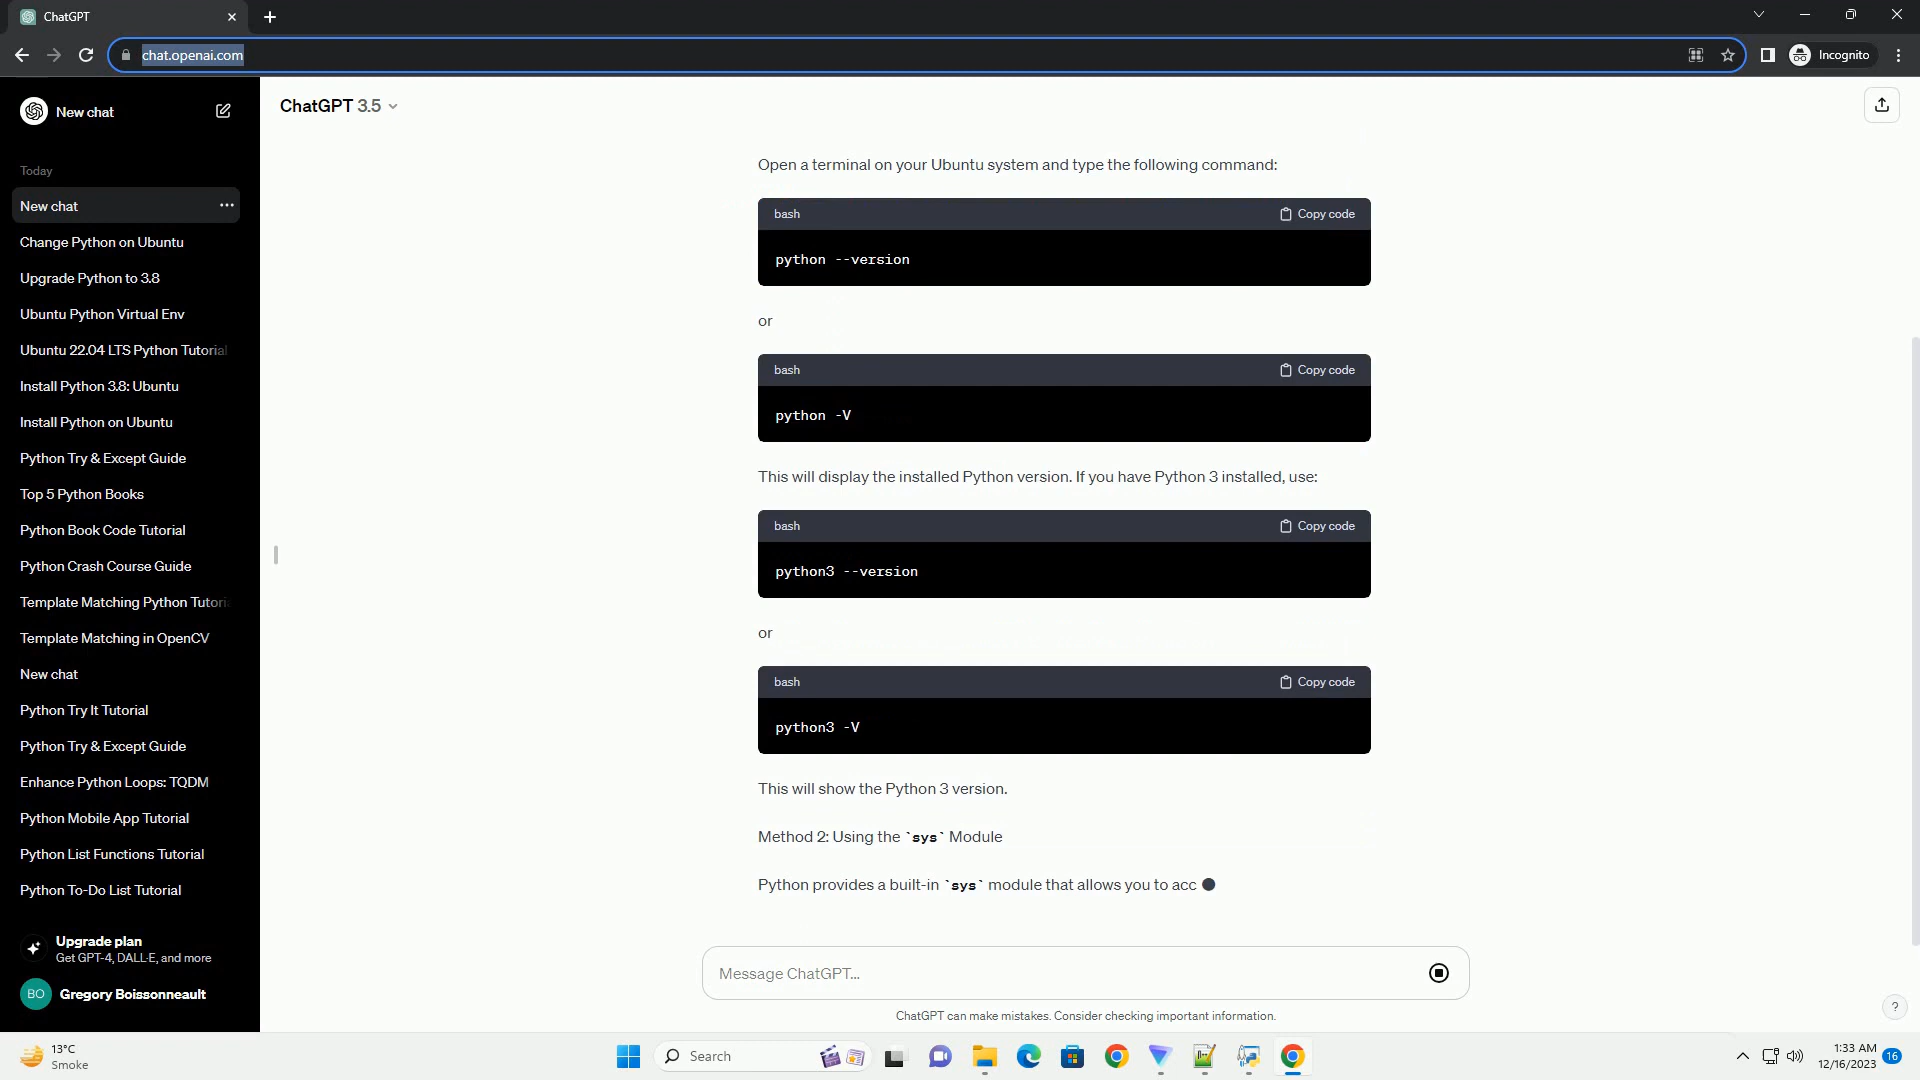 ChatGPT
chat.openai.com
Incognito
New chat
Today
New chat
Change Python on Ubuntu
Upgrade Python to 3.8
Ubuntu Python Virtual Env
Ubuntu 22.04 LTS Python Tutorial
Install Python 3.8: Ubuntu
Install Python on Ubuntu
Python Try & Except Guide
Top 5 Python Books
Python Book Code Tutorial
Python Crash Course Guide
Template Matching Python Tutori
Template Matching in OpenCV
New chat
Python Try It Tutorial
Python Try & Except Guide
Enhance Python Loops: TQDM
Python Mobile App Tutorial
Python List Functions Tutorial
Python To-Do List Tutorial
Upgrade plan
Get GPT-4, DALL·E, and more
BO Gregory Boissonneault
ChatGPT 3.5
Open a terminal on your Ubuntu system and type the following command:
bash Copy code
python --version
or
bash Copy code
python -V
This will display the installed Python version. If you have Python 3 installed, use:
bash Copy code
python3 --version
or
bash Copy code
python3 -V
This will show the Python 3 version.
Method 2: Using the `sys` Module
Python provides a built-in `sys` module that allows you to acc
Message ChatGPT...
ChatGPT can make mistakes. Consider checking important information.
?
13°C
Smoke
Search
1:33 AM
12/16/2023
16